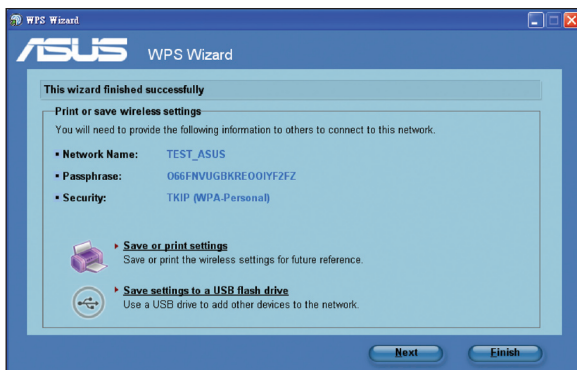 WPS Wizard
ASUS WPS Wizard
This wizard finished successfully
Print or save wireless settings
You will need to provide the following information to others to connect to this network.
▪ Network Name: TEST_ASUS
▪ Passphrase: O66FNVUGBKREOOIYF2FZ
▪ Security: TKIP (WPA-Personal)
Save or print settings
Save or print the wireless settings for future reference.
Save settings to a USB flash drive
Use a USB drive to add other devices to the network.
Next Finish